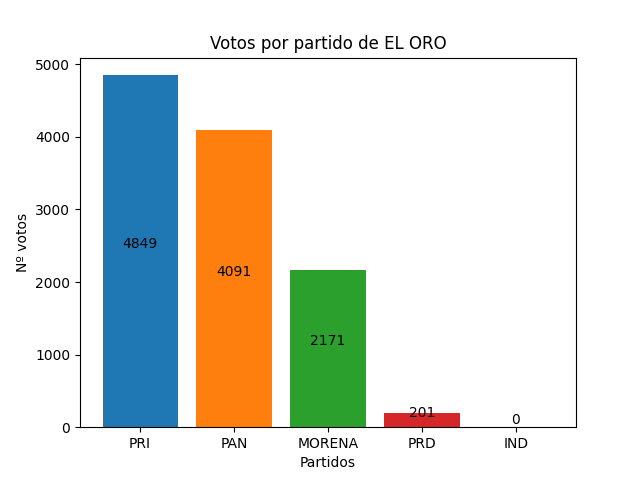 Votos por partido de EL ORO
Nº votos
5000
4000
3000
2000
1000
0
4849
4091
2171
201
0
PRI
PAN
MORENA
PRD
IND
Partidos